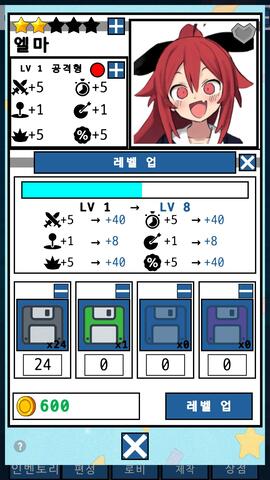 엘마
LV 1 공격형
+5 +5
+1 +1
+5 +5
레벨 업
LV 1 → LV 8
+5 → +40 +5 → +40
+1 → +8 +1 → +8
+5 → +40 +5 → +40
x24 x1 x0 x0
24 0 0 0
600 레벨 업
?
인벤토리 편성 로비 제작 상점